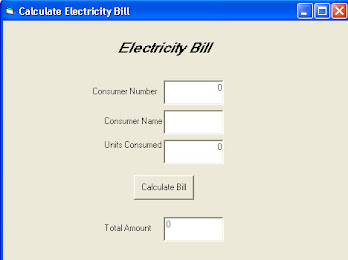 Calculate Electricity Bill
Electricity Bill
Consumer Number 0
Consumer Name
Units Consumed 0
Calculate Bill
Total Amount 0